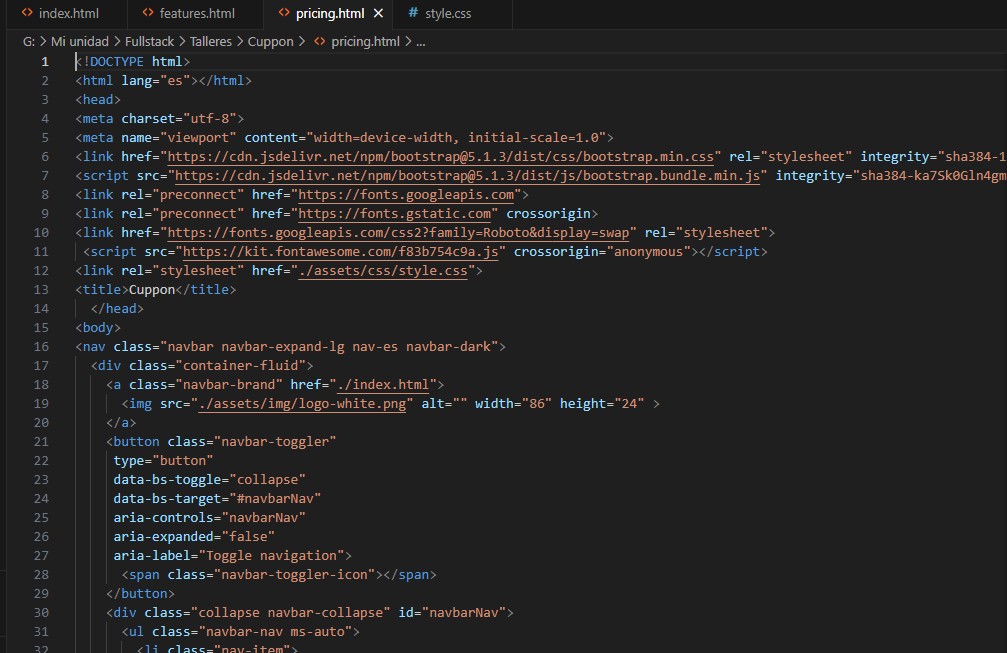 index.html features.html pricing.html style.css
G: > Mi unidad > Fullstack > Talleres > Cuppon > pricing.html > ...
1 <!DOCTYPE html>
2 <html lang="es"></html>
3 <head>
4 <meta charset="utf-8">
5 <meta name="viewport" content="width=device-width, initial-scale=1.0">
6 <link href="https://cdn.jsdelivr.net/npm/bootstrap@5.1.3/dist/css/bootstrap.min.css" rel="stylesheet" integrity="sha384-1
7 <script src="https://cdn.jsdelivr.net/npm/bootstrap@5.1.3/dist/js/bootstrap.bundle.min.js" integrity="sha384-ka7Sk0Gln4gm
8 <link rel="preconnect" href="https://fonts.googleapis.com">
9 <link rel="preconnect" href="https://fonts.gstatic.com" crossorigin>
10 <link href="https://fonts.googleapis.com/css2?family=Roboto&display=swap" rel="stylesheet">
11 <script src="https://kit.fontawesome.com/f83b754c9a.js" crossorigin="anonymous"></script>
12 <link rel="stylesheet" href="./assets/css/style.css">
13 <title>Cuppon</title>
14 </head>
15 <body>
16 <nav class="navbar navbar-expand-lg nav-es navbar-dark">
17 <div class="container-fluid">
18 <a class="navbar-brand" href="./index.html">
19 <img src="./assets/img/logo-white.png" alt="" width="86" height="24" >
20 </a>
21 <button class="navbar-toggler"
22 type="button"
23 data-bs-toggle="collapse"
24 data-bs-target="#navbarNav"
25 aria-controls="navbarNav"
26 aria-expanded="false"
27 aria-label="Toggle navigation">
28 <span class="navbar-toggler-icon"></span>
29 </button>
30 <div class="collapse navbar-collapse" id="navbarNav">
31 <ul class="navbar-nav ms-auto">
32 <li class="nav-item">